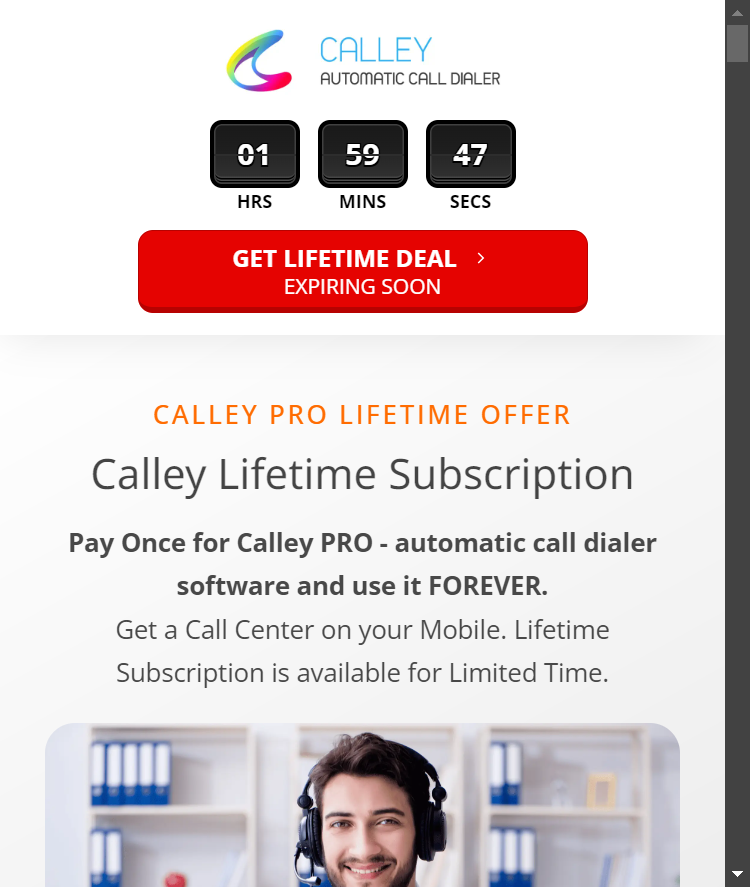 CALLEY
AUTOMATIC CALL DIALER
01 59 47
HRS MINS SECS
GET LIFETIME DEAL
EXPIRING SOON
CALLEY PRO LIFETIME OFFER
Calley Lifetime Subscription
Pay Once for Calley PRO - automatic call dialer
software and use it FOREVER.
Get a Call Center on your Mobile. Lifetime
Subscription is available for Limited Time.